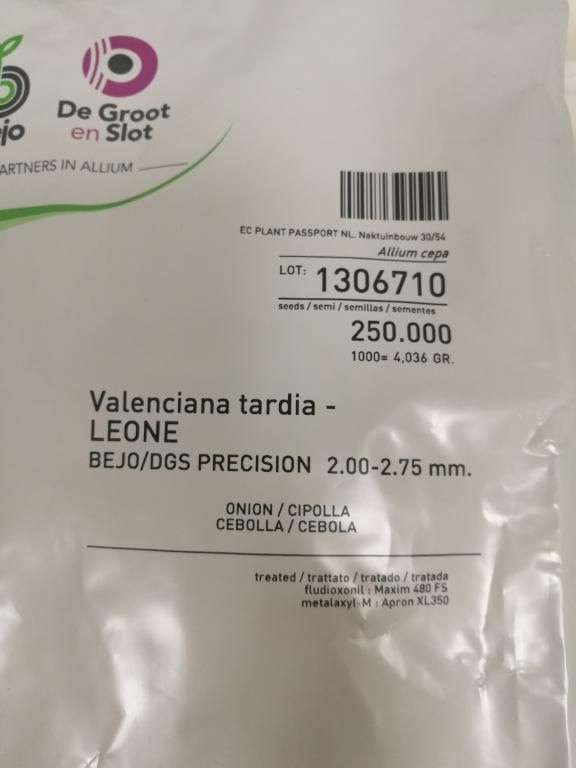 De Groot
en Slot
EC PLANT PASSPORT NL. Naktuinbouw 30/54
Allium cepa
LOT: 1306710
seeds / semi / semillas / sementes
250.000
1000= 4,036 GR.
Valenciana tardia -
LEONE
BEJO/DGS PRECISION 2.00-2.75 mm.
ONION / CIPOLLA
CEBOLLA / CEBOLA
treated / trattato / tratado / tratada
fludioxonil : Maxim 480 FS
metalaxyl-M : Apron XL350
ejo
ARTNERS IN ALLIUM